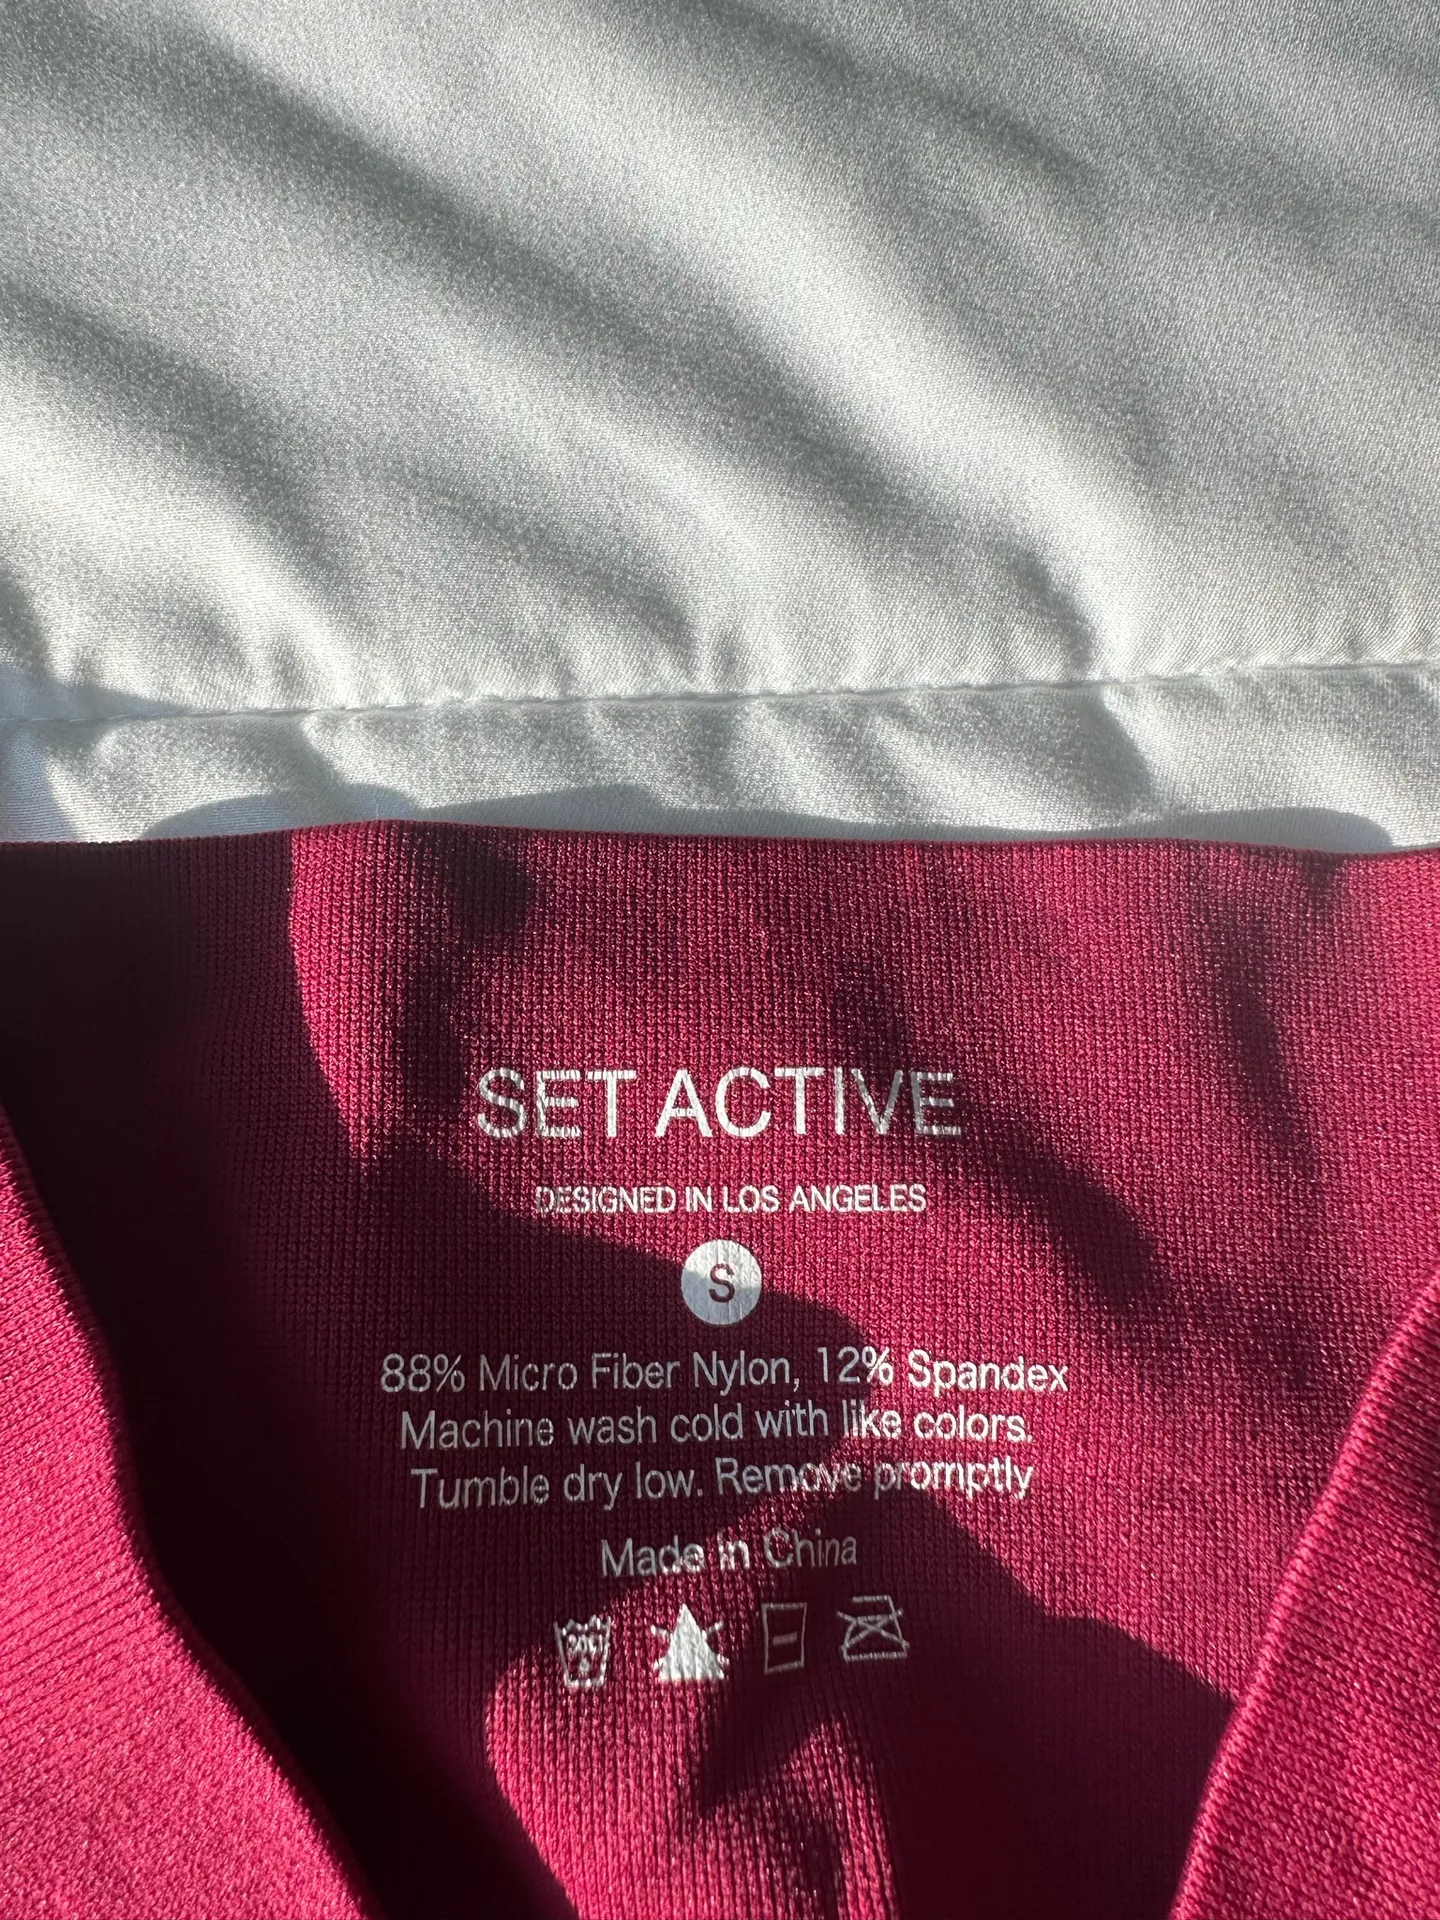 SET ACTIVE
DESIGNED IN LOS ANGELES
S
88% Micro Fiber Nylon, 12% Spandex
Machine wash cold with like colors.
Tumble dry low. Remove promptly
Made in China